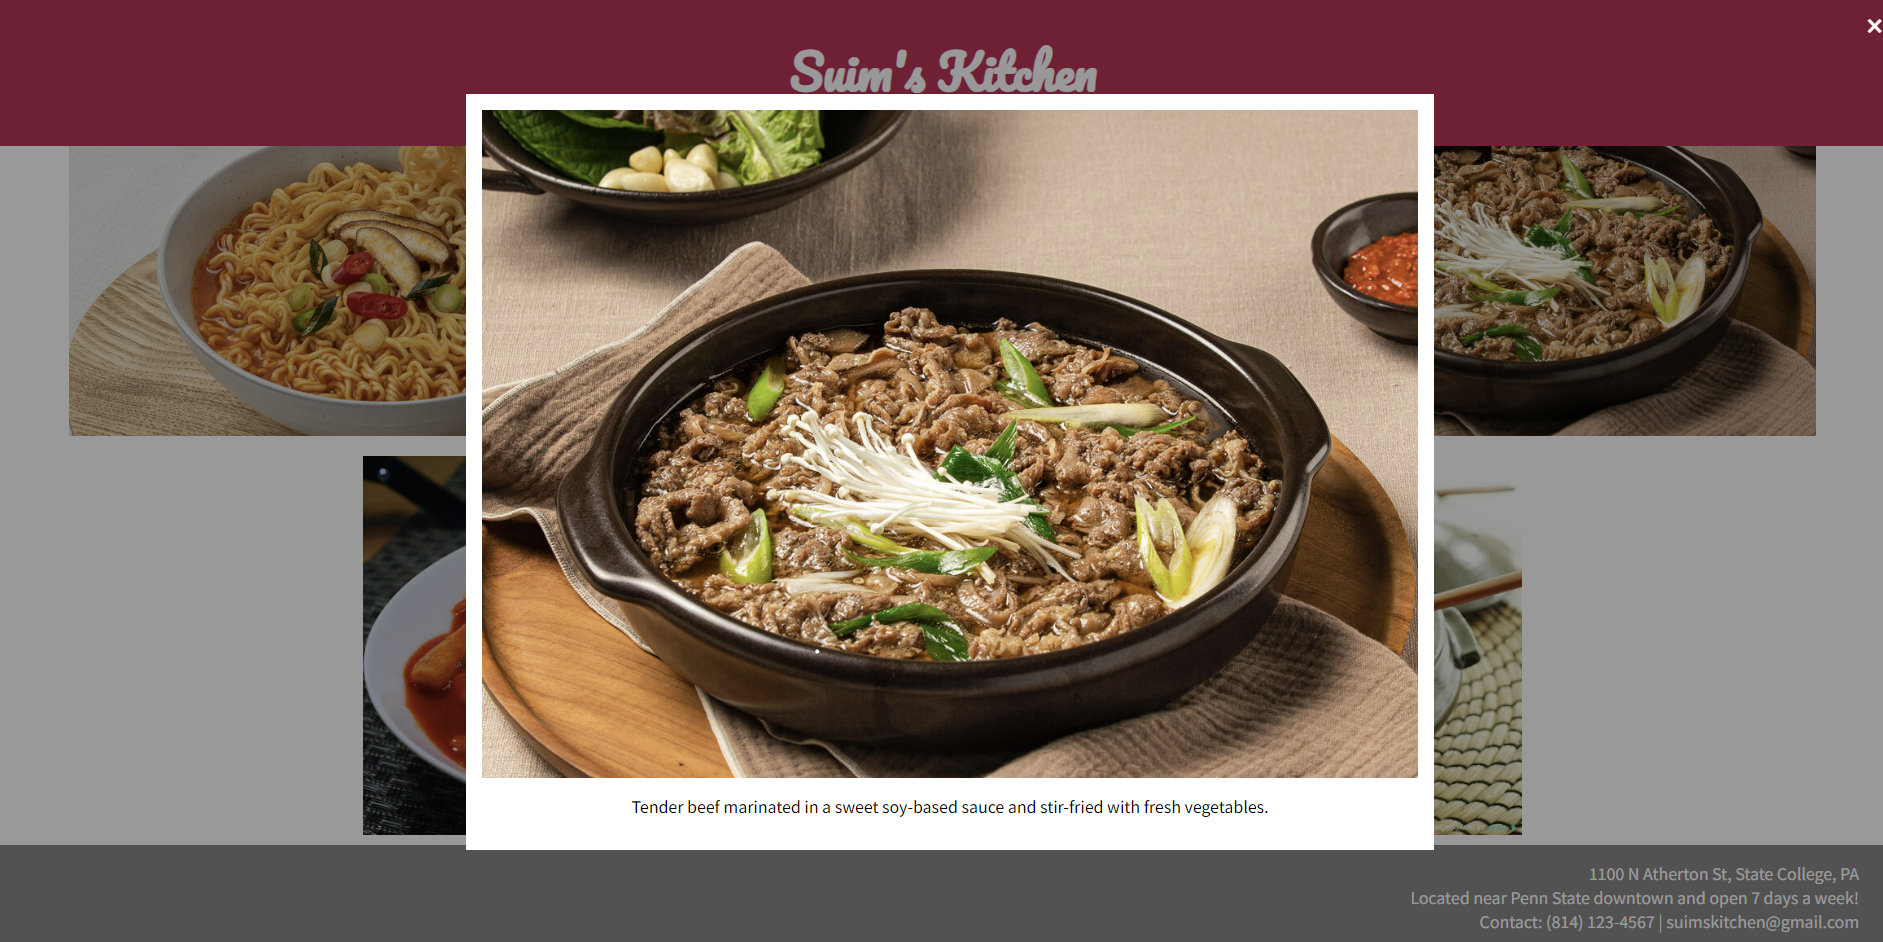 ×
Suim's Kitchen
Tender beef marinated in a sweet soy-based sauce and stir-fried with fresh vegetables.
1100 N Atherton St, State College, PA
Located near Penn State downtown and open 7 days a week!
Contact: (814) 123-4567 | suimskitchen@gmail.com